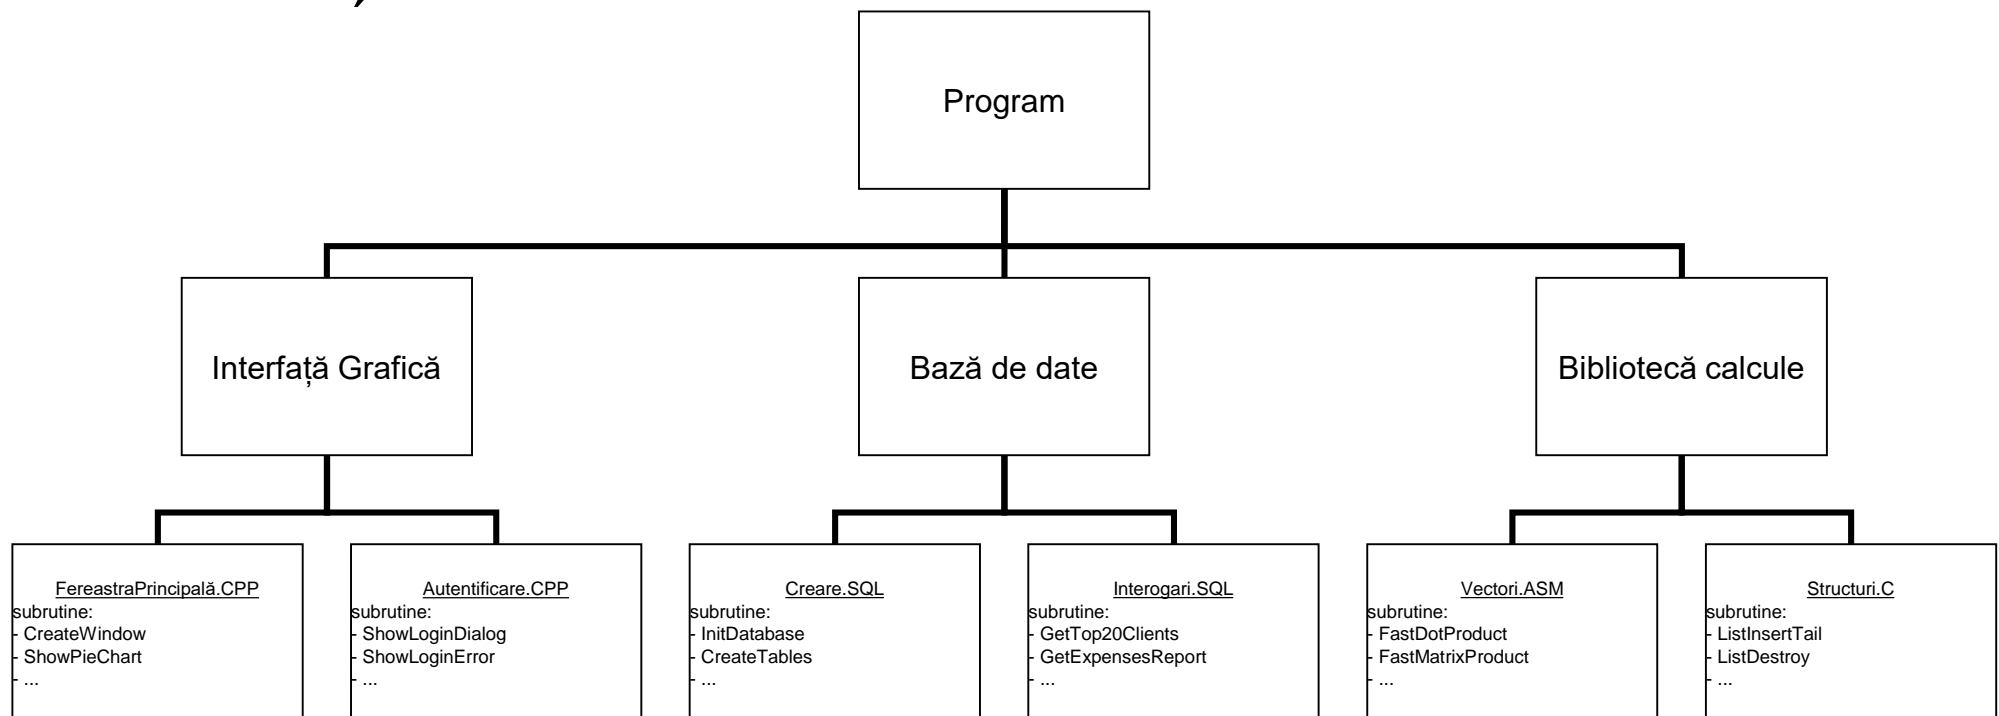 Program
Interfață Grafică
Bază de date
Bibliotecă calcule
FereastraPrincipală.CPP
subrutine:
- CreateWindow
- ShowPieChart
- ...
Autentificare.CPP
subrutine:
- ShowLoginDialog
- ShowLoginError
- ...
Creare.SQL
subrutine:
- InitDatabase
- CreateTables
- ...
Interogari.SQL
subrutine:
- GetTop20Clients
- GetExpensesReport
- ...
Vectori.ASM
subrutine:
- FastDotProduct
- FastMatrixProduct
- ...
Structuri.C
subrutine:
- ListInsertTail
- ListDestroy
- ...